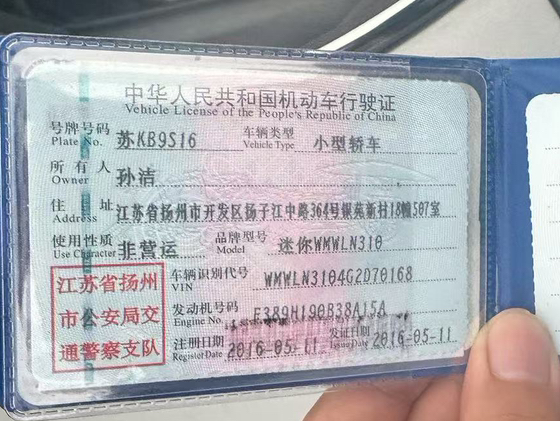 中华人民共和国机动车行驶证
Vehicle License of the People's Republic of China
号牌号码 苏KB9S16 车辆类型 小型轿车
Plate No. Vehicle Type
所有人 孙洁
Owner
住址 江苏省扬州市开发区扬子江中路364号银苑新村18幢507室
Address
使用性质 非营运 品牌型号 迷你WMWLN310
Use Character Model
江苏省扬州
市公安局交
通警察支队
车辆识别代号 WMWLN3104G2D70168
VIN
发动机号码 E389H190B38A15A
Engine No.
注册日期 2016-05-11 发证日期 2016-05-11
Register Date Issue Date